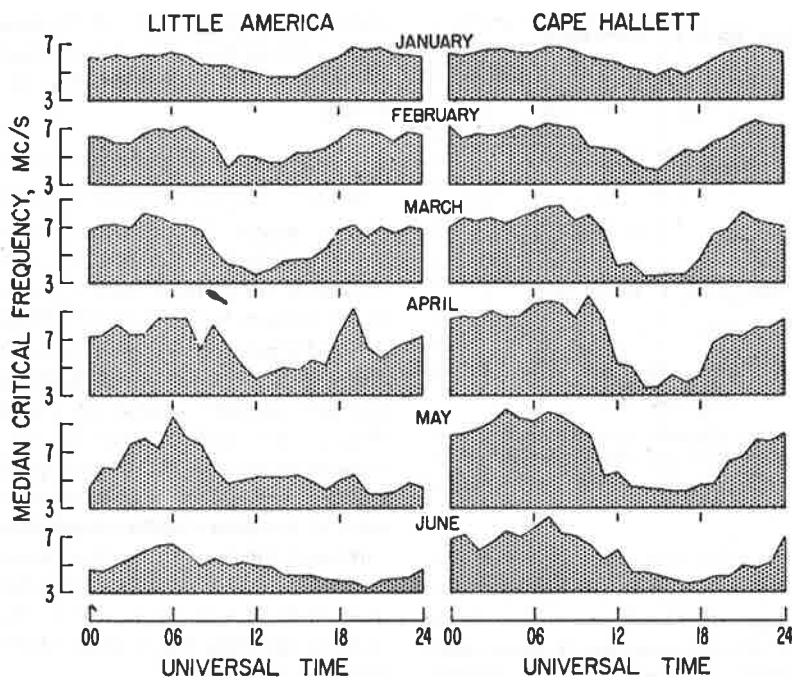 LITTLE AMERICA CAPE HALLETT
JANUARY
7
3
FEBRUARY
7
3
MARCH
7
3
APRIL
7
3
MAY
7
3
JUNE
7
3
MEDIAN CRITICAL FREQUENCY, MC/S
00 06 12 18 24 00 06 12 18 24
UNIVERSAL TIME UNIVERSAL TIME